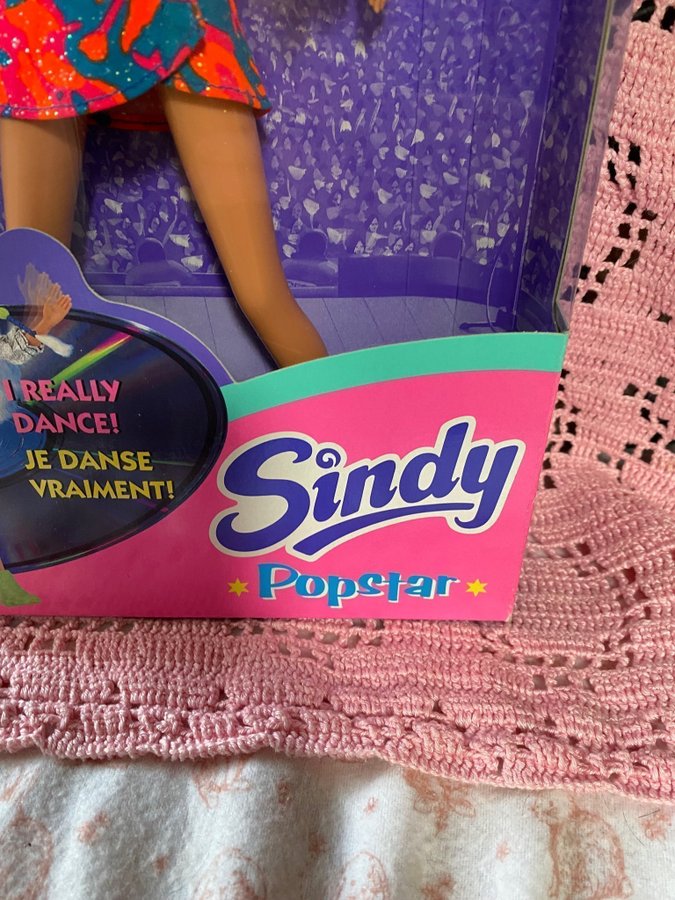 I REALLY
DANCE!
JE DANSE
VRAIMENT!
Sindy
Popstar